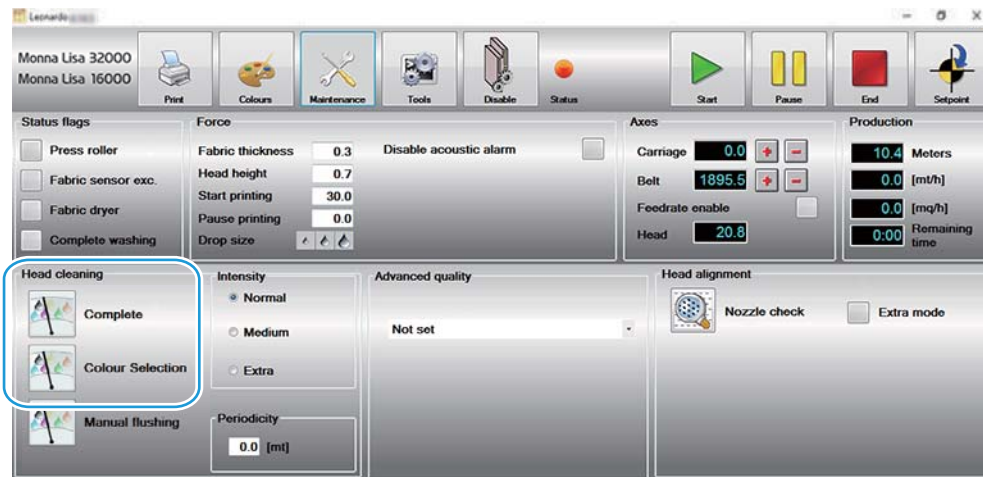 Leonardo
Monna Lisa 32000
Monna Lisa 16000
Print
Colours
Maintenance
Tools
Disable
Status
Start
Pause
End
Setpoint
Status flags
Press roller
Fabric sensor exc.
Fabric dryer
Complete washing
Force
Fabric thickness 0.3
Head height 0.7
Start printing 30.0
Pause printing 0.0
Drop size
Disable acoustic alarm
Axes
Carriage 0.0 + -
Belt 1895.5 + -
Feedrate enable
Head 20.8
Production
10.4 Meters
0.0 [mt/h]
0.0 [mq/h]
0:00 Remaining
time
Head cleaning
Complete
Colour Selection
Manual flushing
Intensity
Normal
Medium
Extra
Periodicity
0.0 [mt]
Advanced quality
Not set
Head alignment
Nozzle check
Extra mode